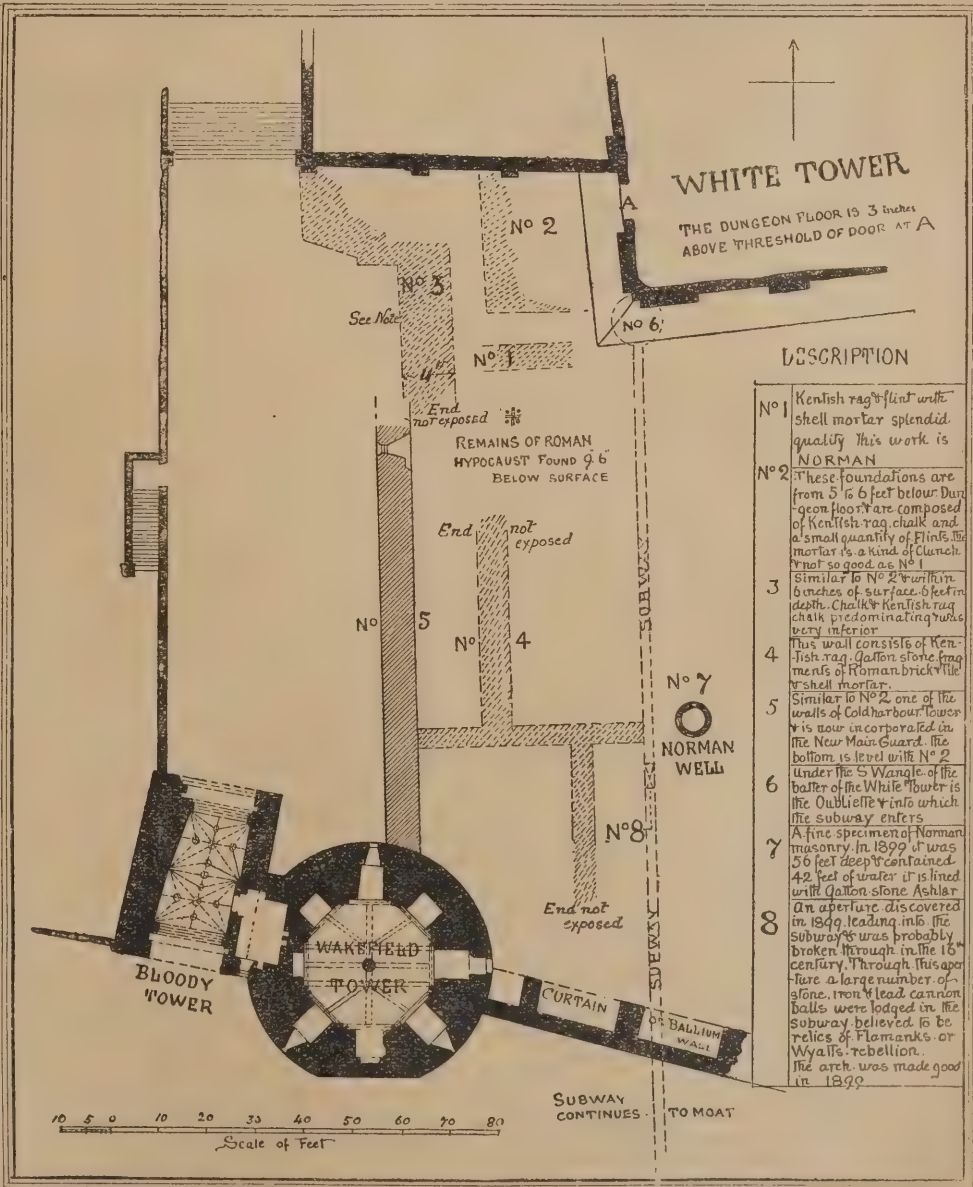 WHITE TOWER
THE DUNGEON FLOOR IS 3 inches
ABOVE THRESHOLD OF DOOR AT A
A
No 2
No 3
See Note
No 6
No 1
4"
End
not exposed
REMAINS OF ROMAN
HYPOCAUST FOUND 9' 6"
BELOW SURFACE
End not
exposed
No 5
No 4
SUBWAY
No 7
NORMAN
WELL
No 8
End not
exposed
SUBWAY
BLOODY
TOWER
WAKEFIELD
TOWER
CURTAIN
OR BALLIUM
WALL
SUBWAY
CONTINUES TO MOAT
10 5 0 10 20 30 40 50 60 70 80
Scale of Feet
DESCRIPTION
No 1 Kentish rag & flint with
shell mortar splendid
quality This work is
NORMAN
No 2 These foundations are
from 5 to 6 feet below Dun
-geon floor & are composed
of Kentish rag, chalk and
a small quantity of Flints. the
mortar is a kind of Clunch
& not so good as No 1
3 Similar to No 2 & within
6 inches of surface 6 feet in
depth. Chalk & Kentish rag
chalk predominating & was
very inferior
4 This wall consists of Ken-
-tish rag. Gatton stone, frag
ments of Roman brick & tile
& shell mortar.
5 Similar to No 2 one of the
walls of Coldharbour Tower
& is now incorporated in
the New Main Guard. the
bottom is level with No 2
6 under the S W angle of the
batter of the White Tower is
the Oubliette & into which
the subway enters
7 A fine specimen of Norman
masonry. In 1899 it was
56 feet deep & contained
42 feet of water it is lined
with Gatton stone Ashlar
8 An aperture discovered
in 1899. leading into the
subway & was probably
broken through in the 16th
century. Through this aper
-ture a large number of
stone, iron & lead cannon
balls were lodged in the
subway believed to be
relics of Flamanks or
Wyatts rebellion.
The arch was made good
in 1899